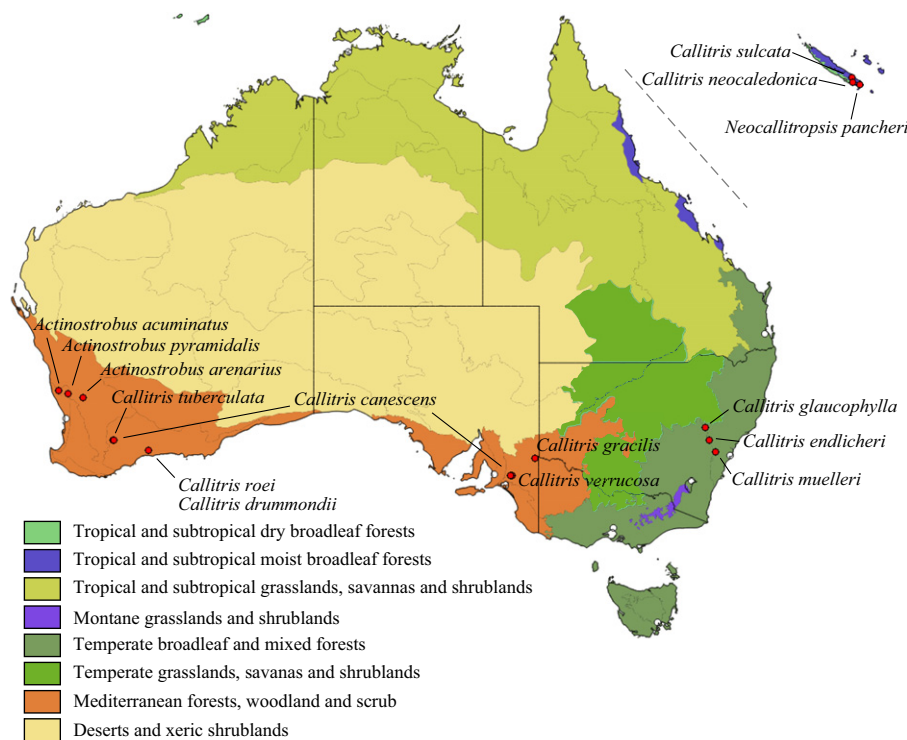 Callitris sulcata
Callitris neocaledonica
Neocallitropsis pancheri
Actinostrobus acuminatus
Actinostrobus pyramidalis
Actinostrobus arenarius
Callitris tuberculata
Callitris canescens
Callitris glaucophylla
Callitris gracilis
Callitris endlicheri
Callitris verrucosa
Callitris muelleri
Callitris roei
Callitris drummondii
Tropical and subtropical dry broadleaf forests
Tropical and subtropical moist broadleaf forests
Tropical and subtropical grasslands, savannas and shrublands
Montane grasslands and shrublands
Temperate broadleaf and mixed forests
Temperate grasslands, savanas and shrublands
Mediterranean forests, woodland and scrub
Deserts and xeric shrublands